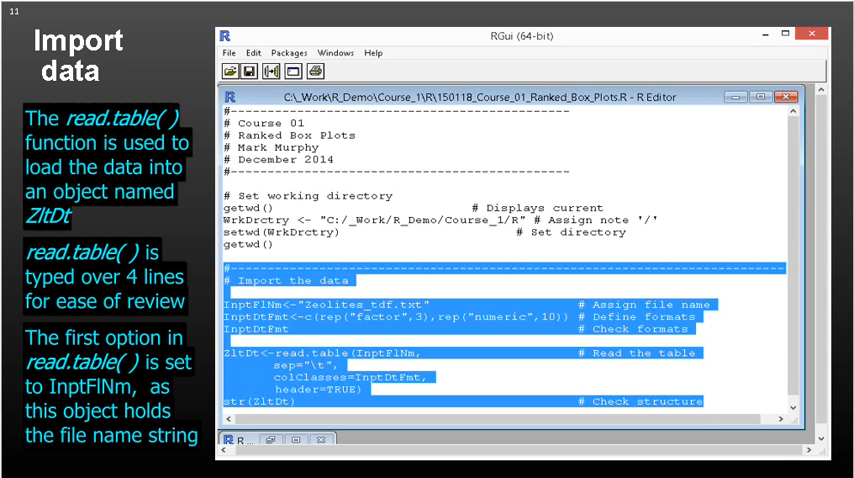 11
Import
data
The read.table( )
function is used to
load the data into
an object named
ZltDt
read.table( ) is
typed over 4 lines
for ease of review
The first option in
read.table( ) is set
to InptFlNm, as
this object holds
the file name string
RGui (64-bit)
File Edit Packages Windows Help
C:\_Work\R_Demo\Course_1\R\150118_Course_01_Ranked_Box_Plots.R - R Editor
#---------------------------------------------
# Course 01
# Ranked Box Plots
# Mark Murphy
# December 2014
#---------------------------------------------
# Set working directory
getwd() # Displays current
WrkDrctry <- "C:/_Work/R_Demo/Course_1/R" # Assign note '/'
setwd(WrkDrctry) # Set directory
getwd()
#--------------------------------------------------------------------------
# Import the data
#
InptFlNm<-"Zeolites_tdf.txt" # Assign file name
InptDtFmt<-c(rep("factor",3),rep("numeric",10)) # Define formats
InptDtFmt # Check formats
#
ZltDt<-read.table(InptFlNm, # Read the table
sep="\t",
colClasses=InptDtFmt,
header=TRUE)
str(ZltDt) # Check structure
R ...